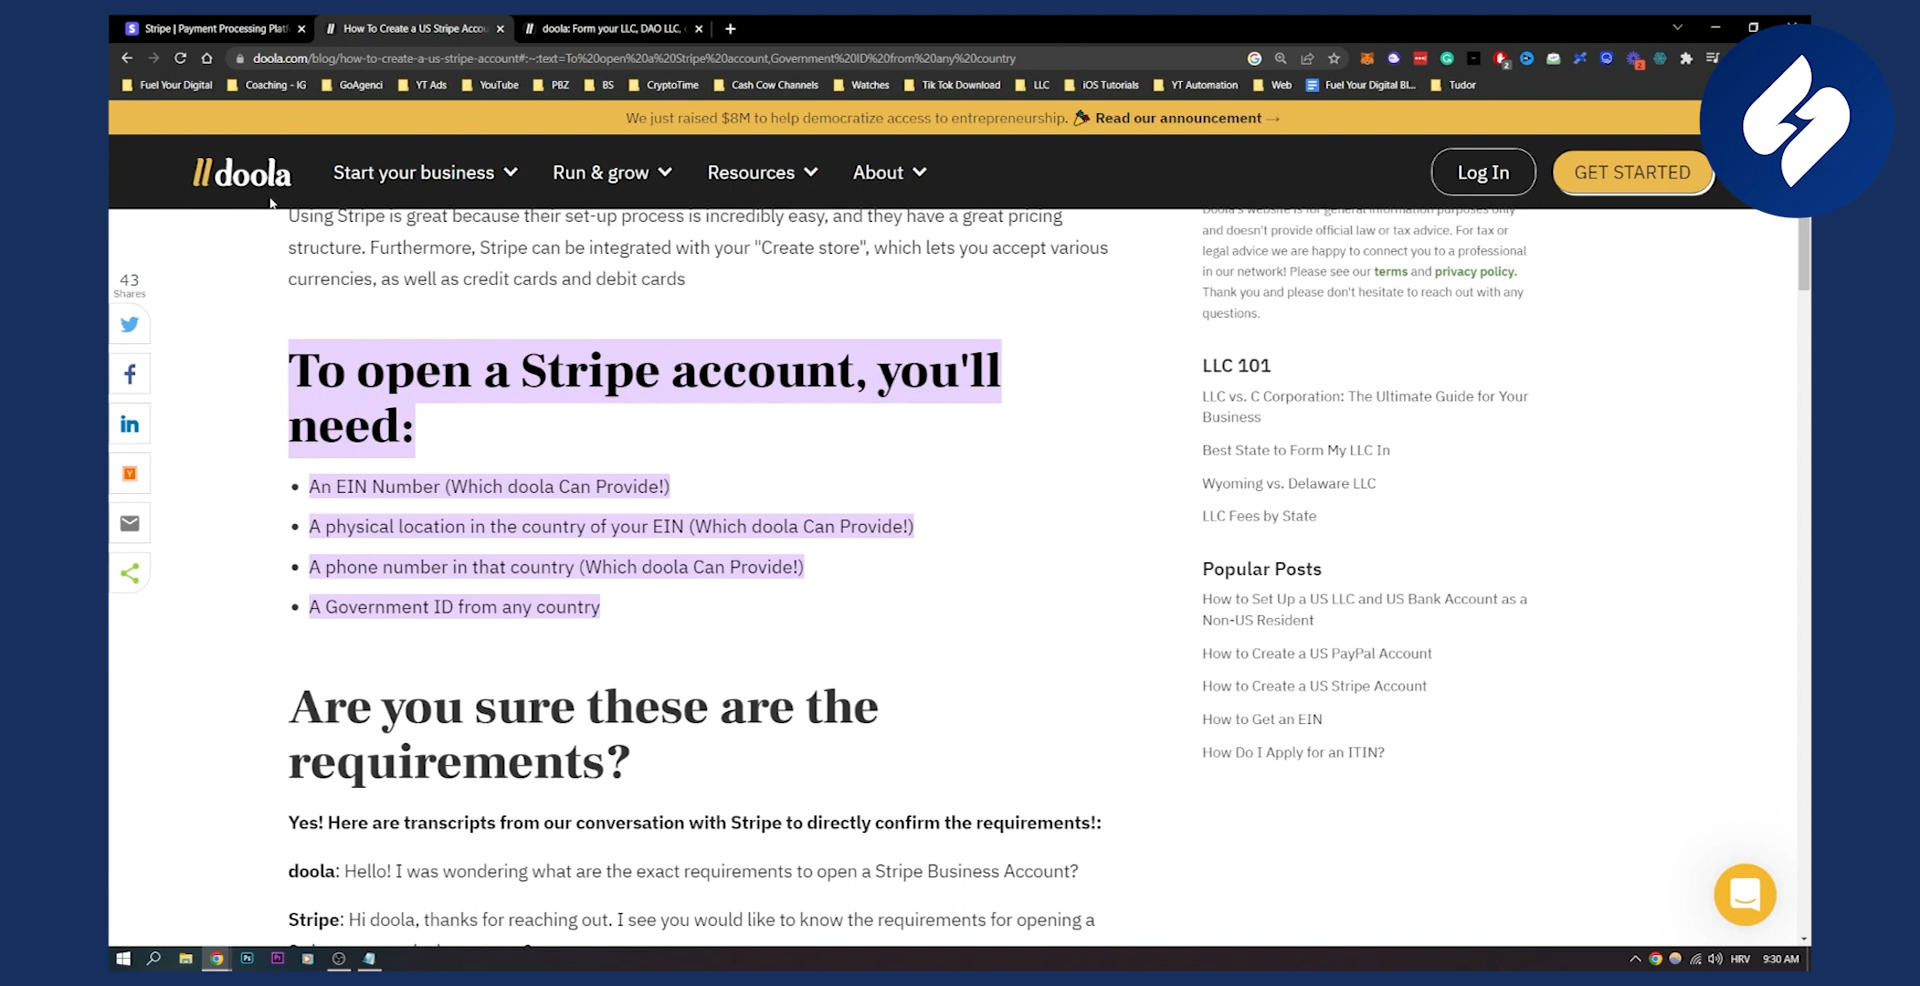 Stripe | Payment Processing Platf
How To Create a US Stripe Accou
doola: Form your LLC, DAO LLC,
doola.com/blog/how-to-create-a-us-stripe-account#:~:text=To%20open%20a%20Stripe%20account,Government%20ID%20from%20any%20country
Fuel Your Digital
Coaching - IG
GoAgenci
YT Ads
YouTube
PBZ
BS
CryptoTime
Cash Cow Channels
Watches
Tik Tok Download
LLC
iOS Tutorials
YT Automation
Web
Fuel Your Digital Bl...
Tudor
We just raised $8M to help democratize access to entrepreneurship. Read our announcement →
doola
Start your business
Run & grow
Resources
About
Log In
GET STARTED
Using Stripe is great because their set-up process is incredibly easy, and they have a great pricing
structure. Furthermore, Stripe can be integrated with your "Create store", which lets you accept various
currencies, as well as credit cards and debit cards
43
Shares
To open a Stripe account, you'll
need:
• An EIN Number (Which doola Can Provide!)
• A physical location in the country of your EIN (Which doola Can Provide!)
• A phone number in that country (Which doola Can Provide!)
• A Government ID from any country
Are you sure these are the
requirements?
Yes! Here are transcripts from our conversation with Stripe to directly confirm the requirements!:
doola: Hello! I was wondering what are the exact requirements to open a Stripe Business Account?
Stripe: Hi doola, thanks for reaching out. I see you would like to know the requirements for opening a
Doola's website is for general information purposes only
and doesn't provide official law or tax advice. For tax or
legal advice we are happy to connect you to a professional
in our network! Please see our terms and privacy policy.
Thank you and please don't hesitate to reach out with any
questions.
LLC 101
LLC vs. C Corporation: The Ultimate Guide for Your
Business
Best State to Form My LLC In
Wyoming vs. Delaware LLC
LLC Fees by State
Popular Posts
How to Set Up a US LLC and US Bank Account as a
Non-US Resident
How to Create a US PayPal Account
How to Create a US Stripe Account
How to Get an EIN
How Do I Apply for an ITIN?
HRV
9:30 AM